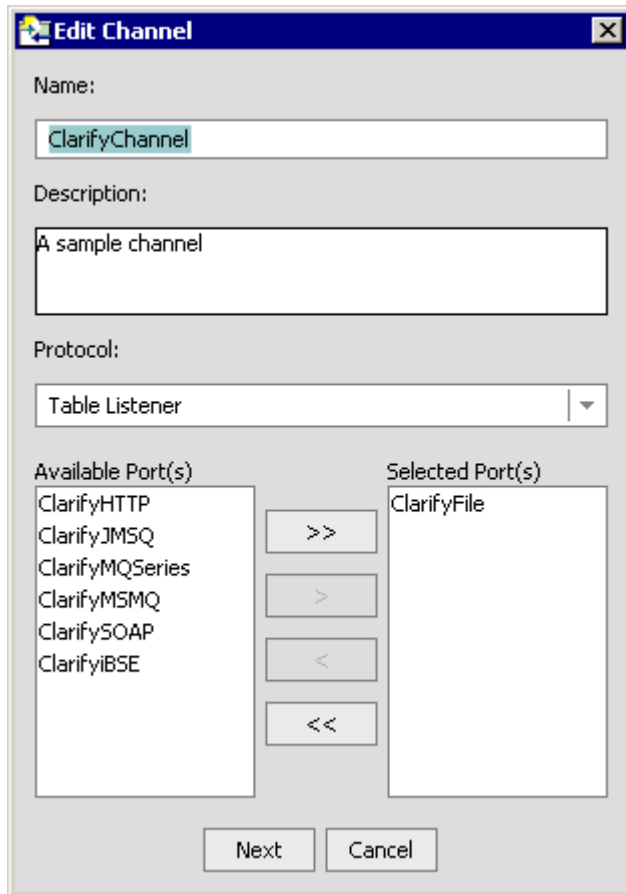 Edit Channel
Name:
ClarifyChannel
Description:
A sample channel
Protocol:
Table Listener
Available Port(s)
ClarifyHTTP
ClarifyJMSQ
ClarifyMQSeries
ClarifyMSMQ
ClarifySOAP
ClarifyiBSE
>>
>
<
<<
Selected Port(s)
ClarifyFile
Next
Cancel